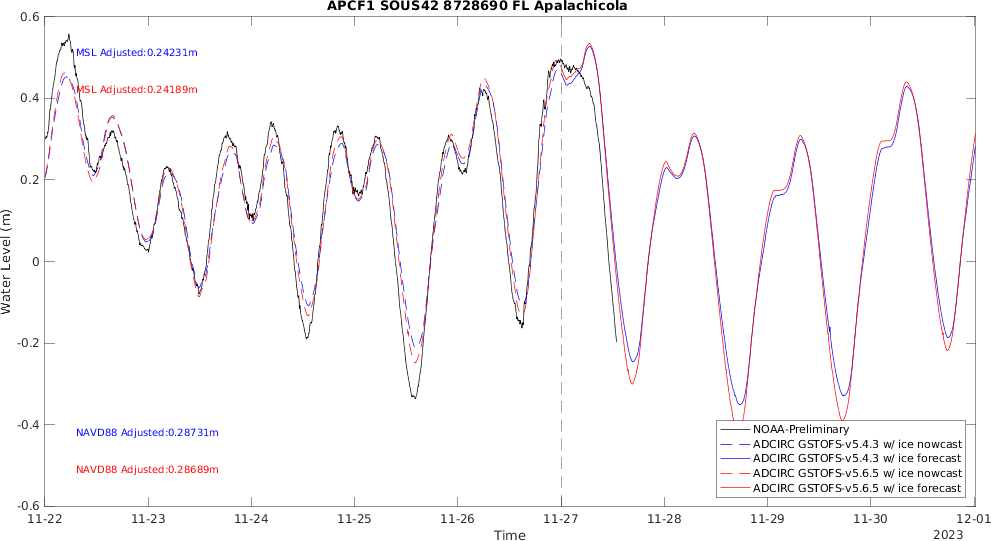 APCF1 SOUS42 8728690 FL Apalachicola
0.6
MSL Adjusted:0.24231m
MSL Adjusted:0.24189m
0.4
0.2
Water Level (m)
0
-0.2
-0.4
NAVD88 Adjusted:0.28731m
NAVD88 Adjusted:0.28689m
-0.6
NOAA-Preliminary
ADCIRC GSTOFS-v5.4.3 w/ ice nowcast
ADCIRC GSTOFS-v5.4.3 w/ ice forecast
ADCIRC GSTOFS-v5.6.5 w/ ice nowcast
ADCIRC GSTOFS-v5.6.5 w/ ice forecast
11-22 11-23 11-24 11-25 11-26 11-27 11-28 11-29 11-30 12-01
Time
2023